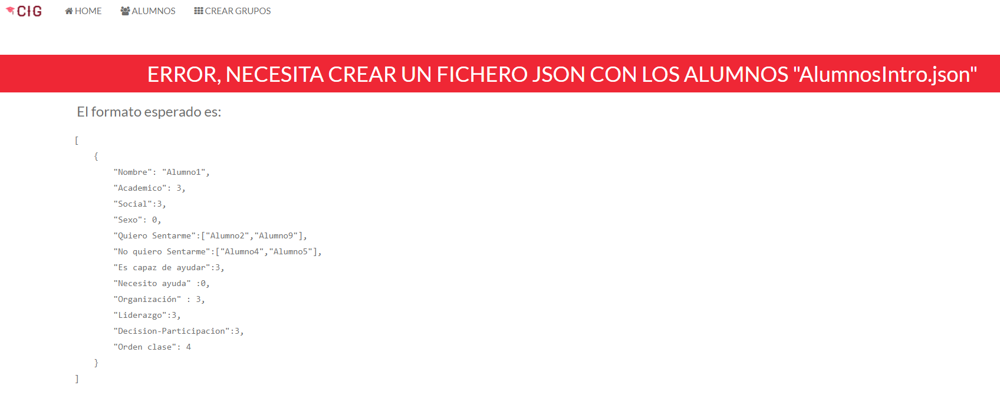 CIG HOME ALUMNOS CREAR GRUPOS
ERROR, NECESITA CREAR UN FICHERO JSON CON LOS ALUMNOS "AlumnosIntro.json"
El formato esperado es:
[
{
"Nombre": "Alumno1",
"Academico": 3,
"Social":3,
"Sexo": 0,
"Quiero Sentarme":["Alumno2","Alumno9"],
"No quiero Sentarme":["Alumno4","Alumno5"],
"Es capaz de ayudar":3,
"Necesito ayuda" :0,
"Organización" : 3,
"Liderazgo":3,
"Decision-Participacion":3,
"Orden clase": 4
}
]